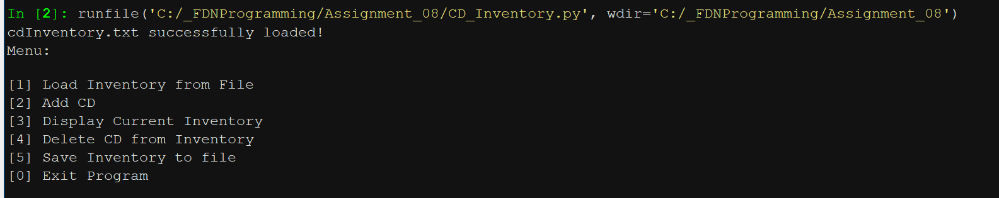 In [2]: runfile('C:/_FDNProgramming/Assignment_08/CD_Inventory.py', wdir='C:/_FDNProgramming/Assignment_08')
cdInventory.txt successfully loaded!
Menu:
[1] Load Inventory from File
[2] Add CD
[3] Display Current Inventory
[4] Delete CD from Inventory
[5] Save Inventory to file
[0] Exit Program